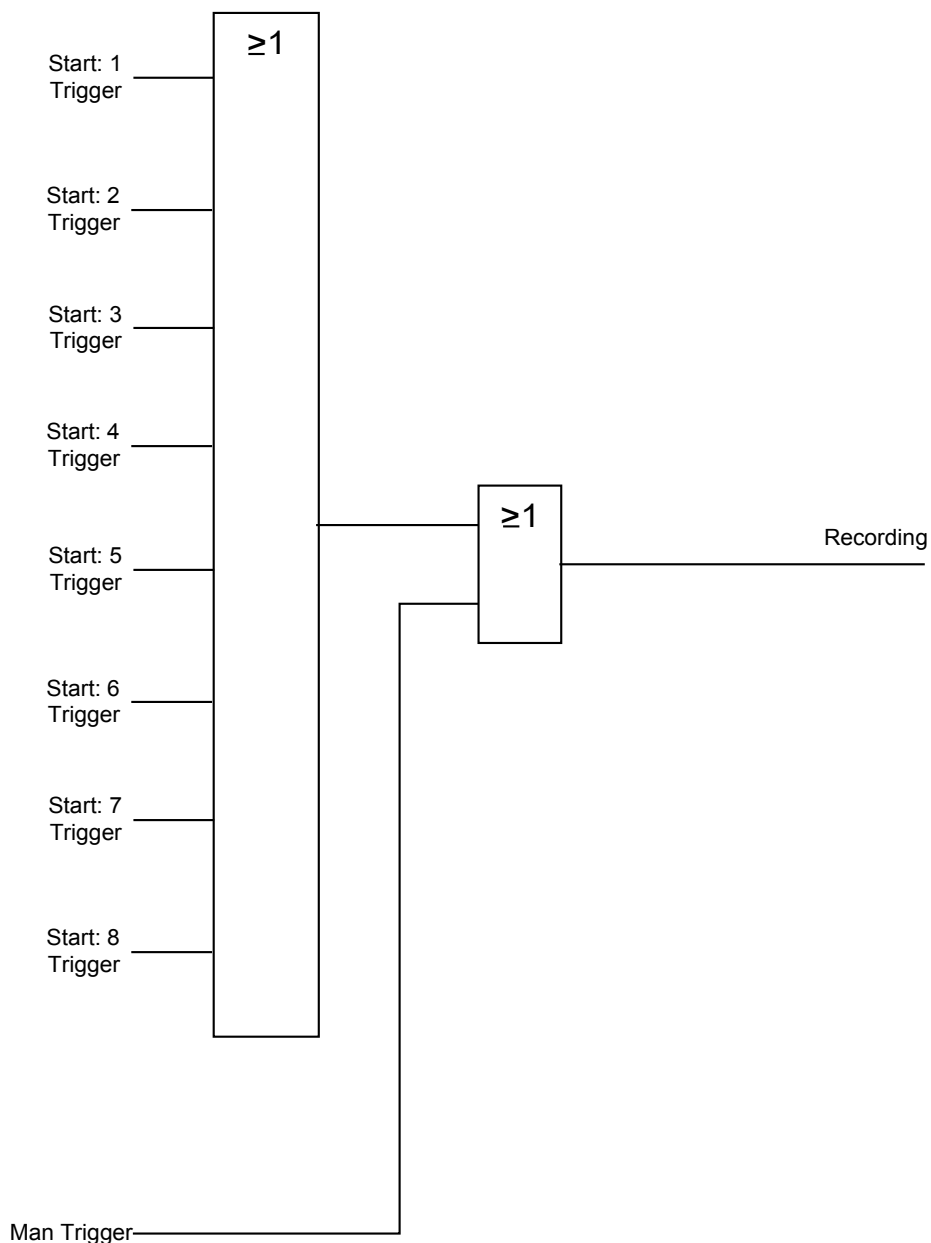 ≥1
Start: 1
Trigger
Start: 2
Trigger
Start: 3
Trigger
Start: 4
Trigger
≥1
Recording
Start: 5
Trigger
Start: 6
Trigger
Start: 7
Trigger
Start: 8
Trigger
Man Trigger